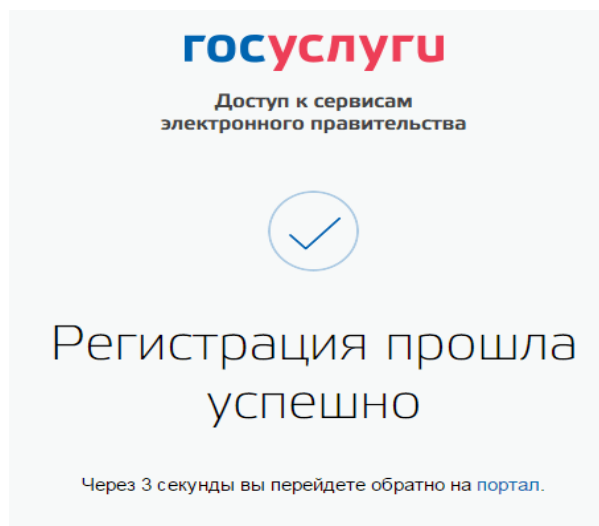 госуслуги
Доступ к сервисам
электронного правительства
Регистрация прошла
успешно
Через 3 секунды вы перейдете обратно на портал.